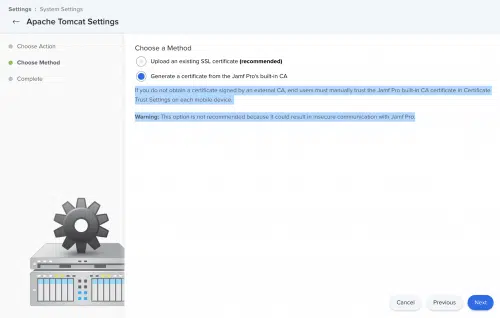 Settings : System Settings
← Apache Tomcat Settings
Choose Action
Choose Method
Complete
Choose a Method
Upload an existing SSL certificate (recommended)
Generate a certificate from the Jamf Pro's built-in CA
If you do not obtain a certificate signed by an external CA, end users must manually trust the Jamf Pro built-in CA certificate in Certificate
Trust Settings on each mobile device.
Warning: This option is not recommended because it could result in insecure communication with Jamf Pro.
Cancel
Previous
Next